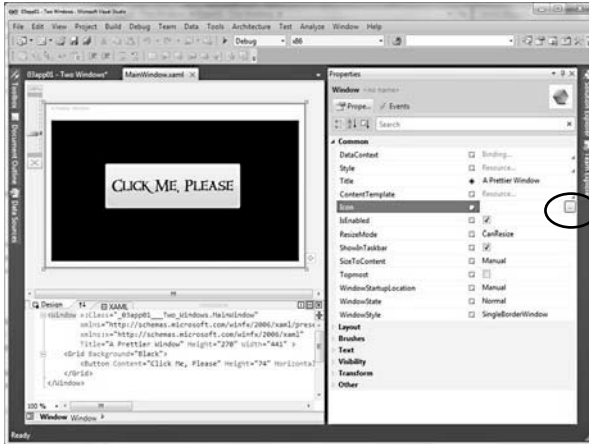 03app01 - Two Windows - Microsoft Visual Studio
File Edit View Project Build Debug Team Data Tools Architecture Test Analyze Window Help
Debug
x86
03app01 - Two Windows*
MainWindow.xaml
Toolbox
Document Outline
Data Sources
CLICK ME, PLEASE
Design
XAML
<Window x:Class="_03app01___Two_Windows.MainWindow"
xmlns="http://schemas.microsoft.com/winfx/2006/xaml/prese
xmlns:x="http://schemas.microsoft.com/winfx/2006/xaml"
Title="A Prettier Window" Height="270" Width="441" >
<Grid Background="Black">
<Button Content="Click Me, Please" Height="74" Horizontal
</Grid>
</Window>
100 %
Window Window
Ready
Properties
Window <no name>
Prope... Events
Search
Common
DataContext Binding...
Style Resource...
Title A Prettier Window
ContentTemplate Resource...
Icon ...
IsEnabled
ResizeMode CanResize
ShowInTaskbar
SizeToContent Manual
Topmost
WindowStartupLocation Manual
WindowState Normal
WindowStyle SingleBorderWindow
Layout
Brushes
Text
Visibility
Transform
Other
Solution Explorer